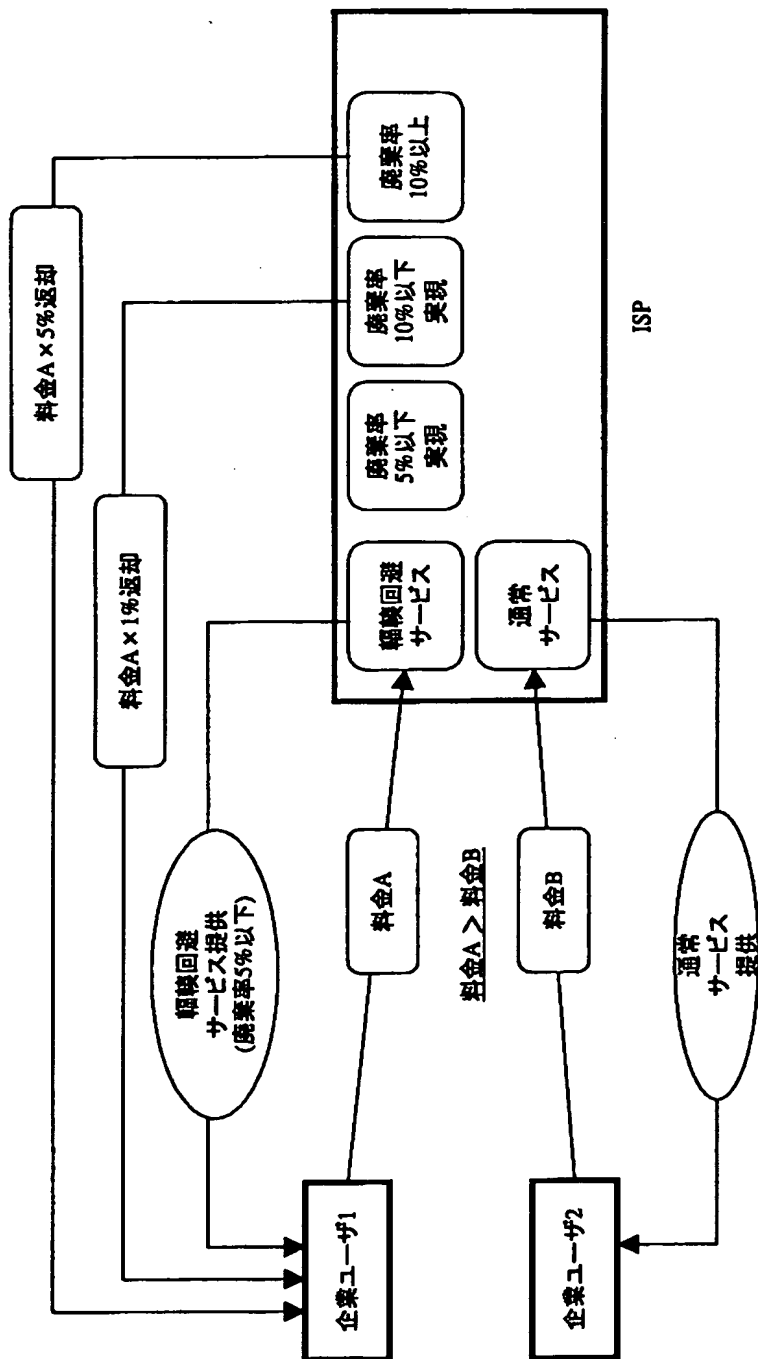 料金A×5%返却
料金A×1%返却
輻輳回避
サービス提供
(廃棄率5%以下)
企業ユーザ1
料金A
輻輳回避
サービス
廃棄率
5%以下
実現
廃棄率
10%以下
実現
廃棄率
10%以上
料金A > 料金B
企業ユーザ2
料金B
通常
サービス
通常
サービス
提供
ISP